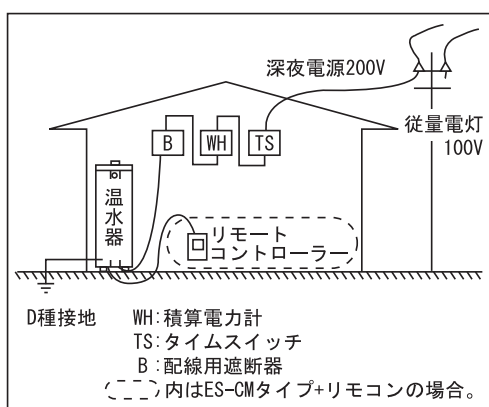 深夜電源200V
従量電灯
100V
B
WH
TS
温水器
リモート
コントローラー
D種接地
WH:積算電力計
TS:タイムスイッチ
B:配線用遮断器
内はES-CMタイプ+リモコンの場合。